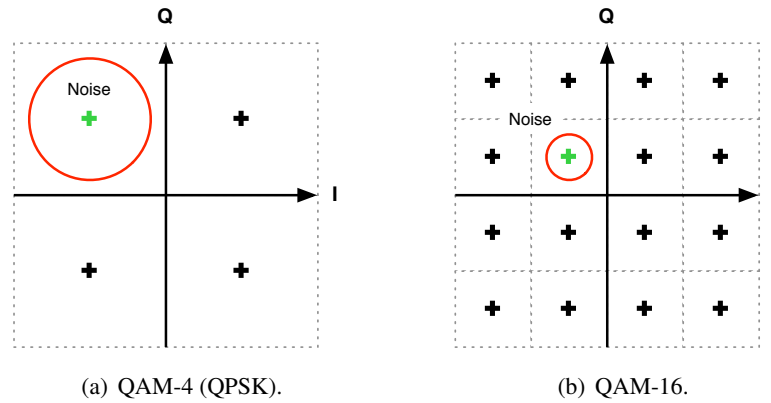 Q
Noise
I
(a) QAM-4 (QPSK).
Q
Noise
(b) QAM-16.